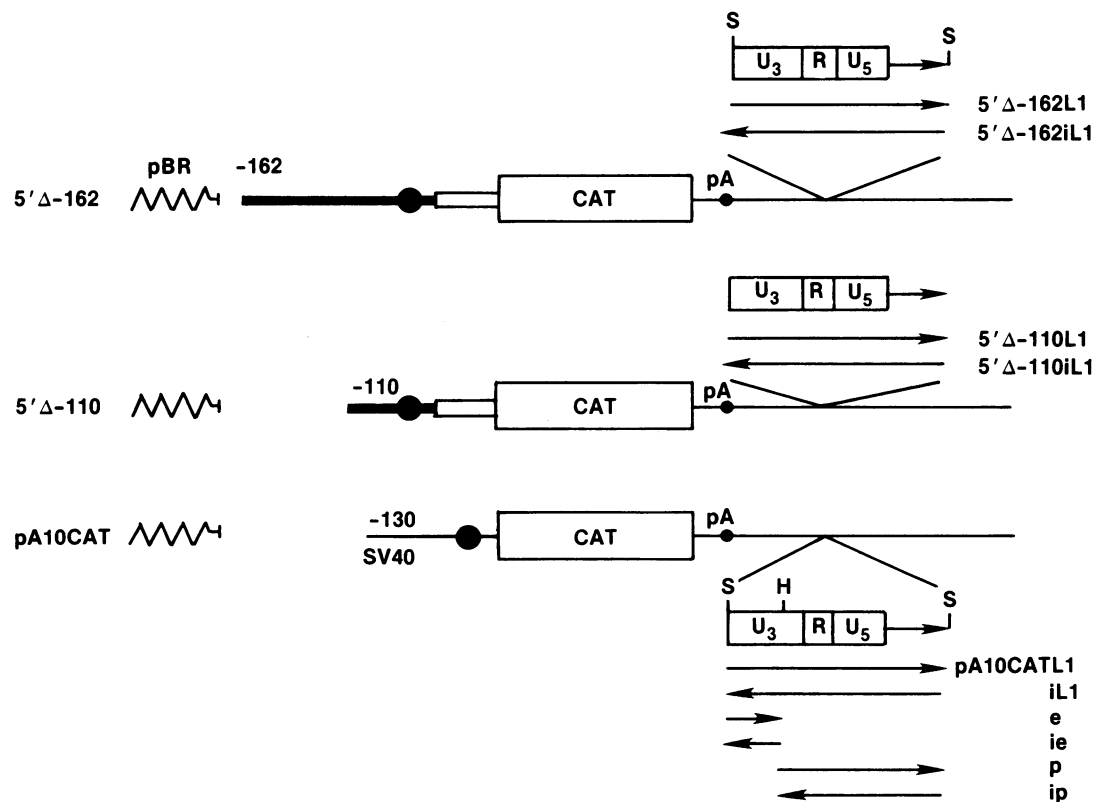 S
S
U3 R U5
5'Δ-162L1
5'Δ-162iL1
pBR
-162
pA
5'Δ-162
CAT
U3 R U5
5'Δ-110L1
5'Δ-110iL1
-110
pA
5'Δ-110
CAT
-130
pA
pA10CAT
CAT
SV40
S H S
U3 R U5
pA10CATL1
iL1
e
ie
p
ip